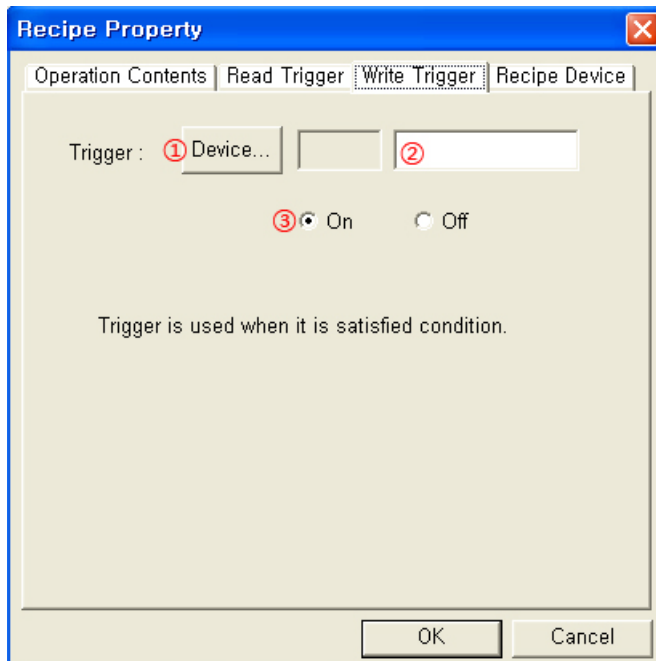 Recipe Property
Operation Contents Read Trigger Write Trigger Recipe Device
Trigger : ① Device... ②
③ On Off
Trigger is used when it is satisfied condition.
OK Cancel